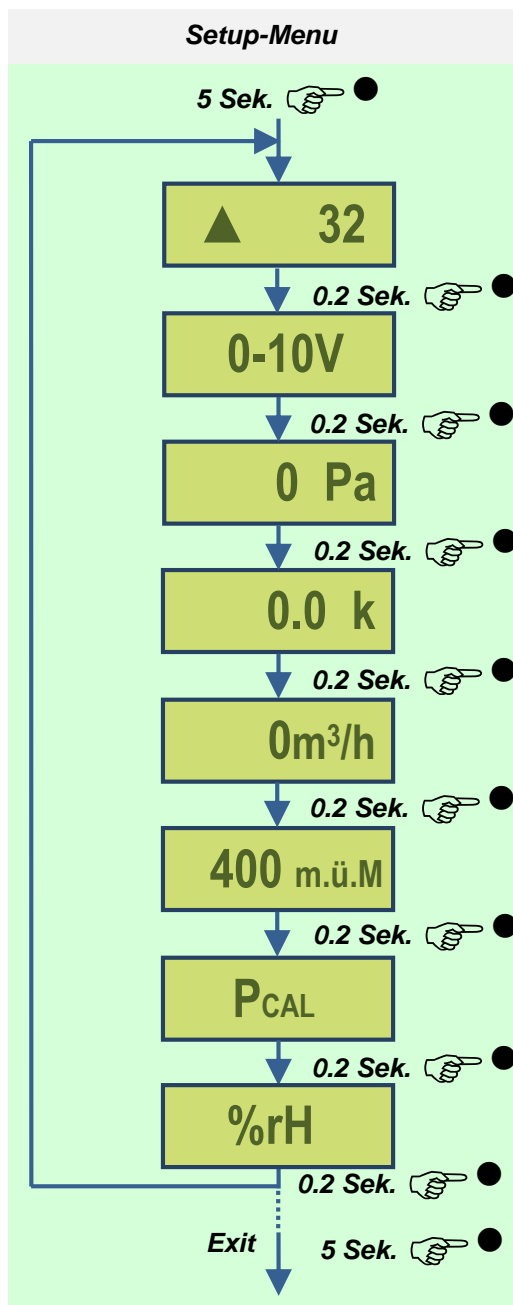 Setup-Menu
5 Sek.
▲ 32
0.2 Sek.
0-10V
0.2 Sek.
0 Pa
0.2 Sek.
0.0 k
0.2 Sek.
0m³/h
0.2 Sek.
400 m.ü.M
0.2 Sek.
PCAL
0.2 Sek.
%rH
0.2 Sek.
Exit 5 Sek.